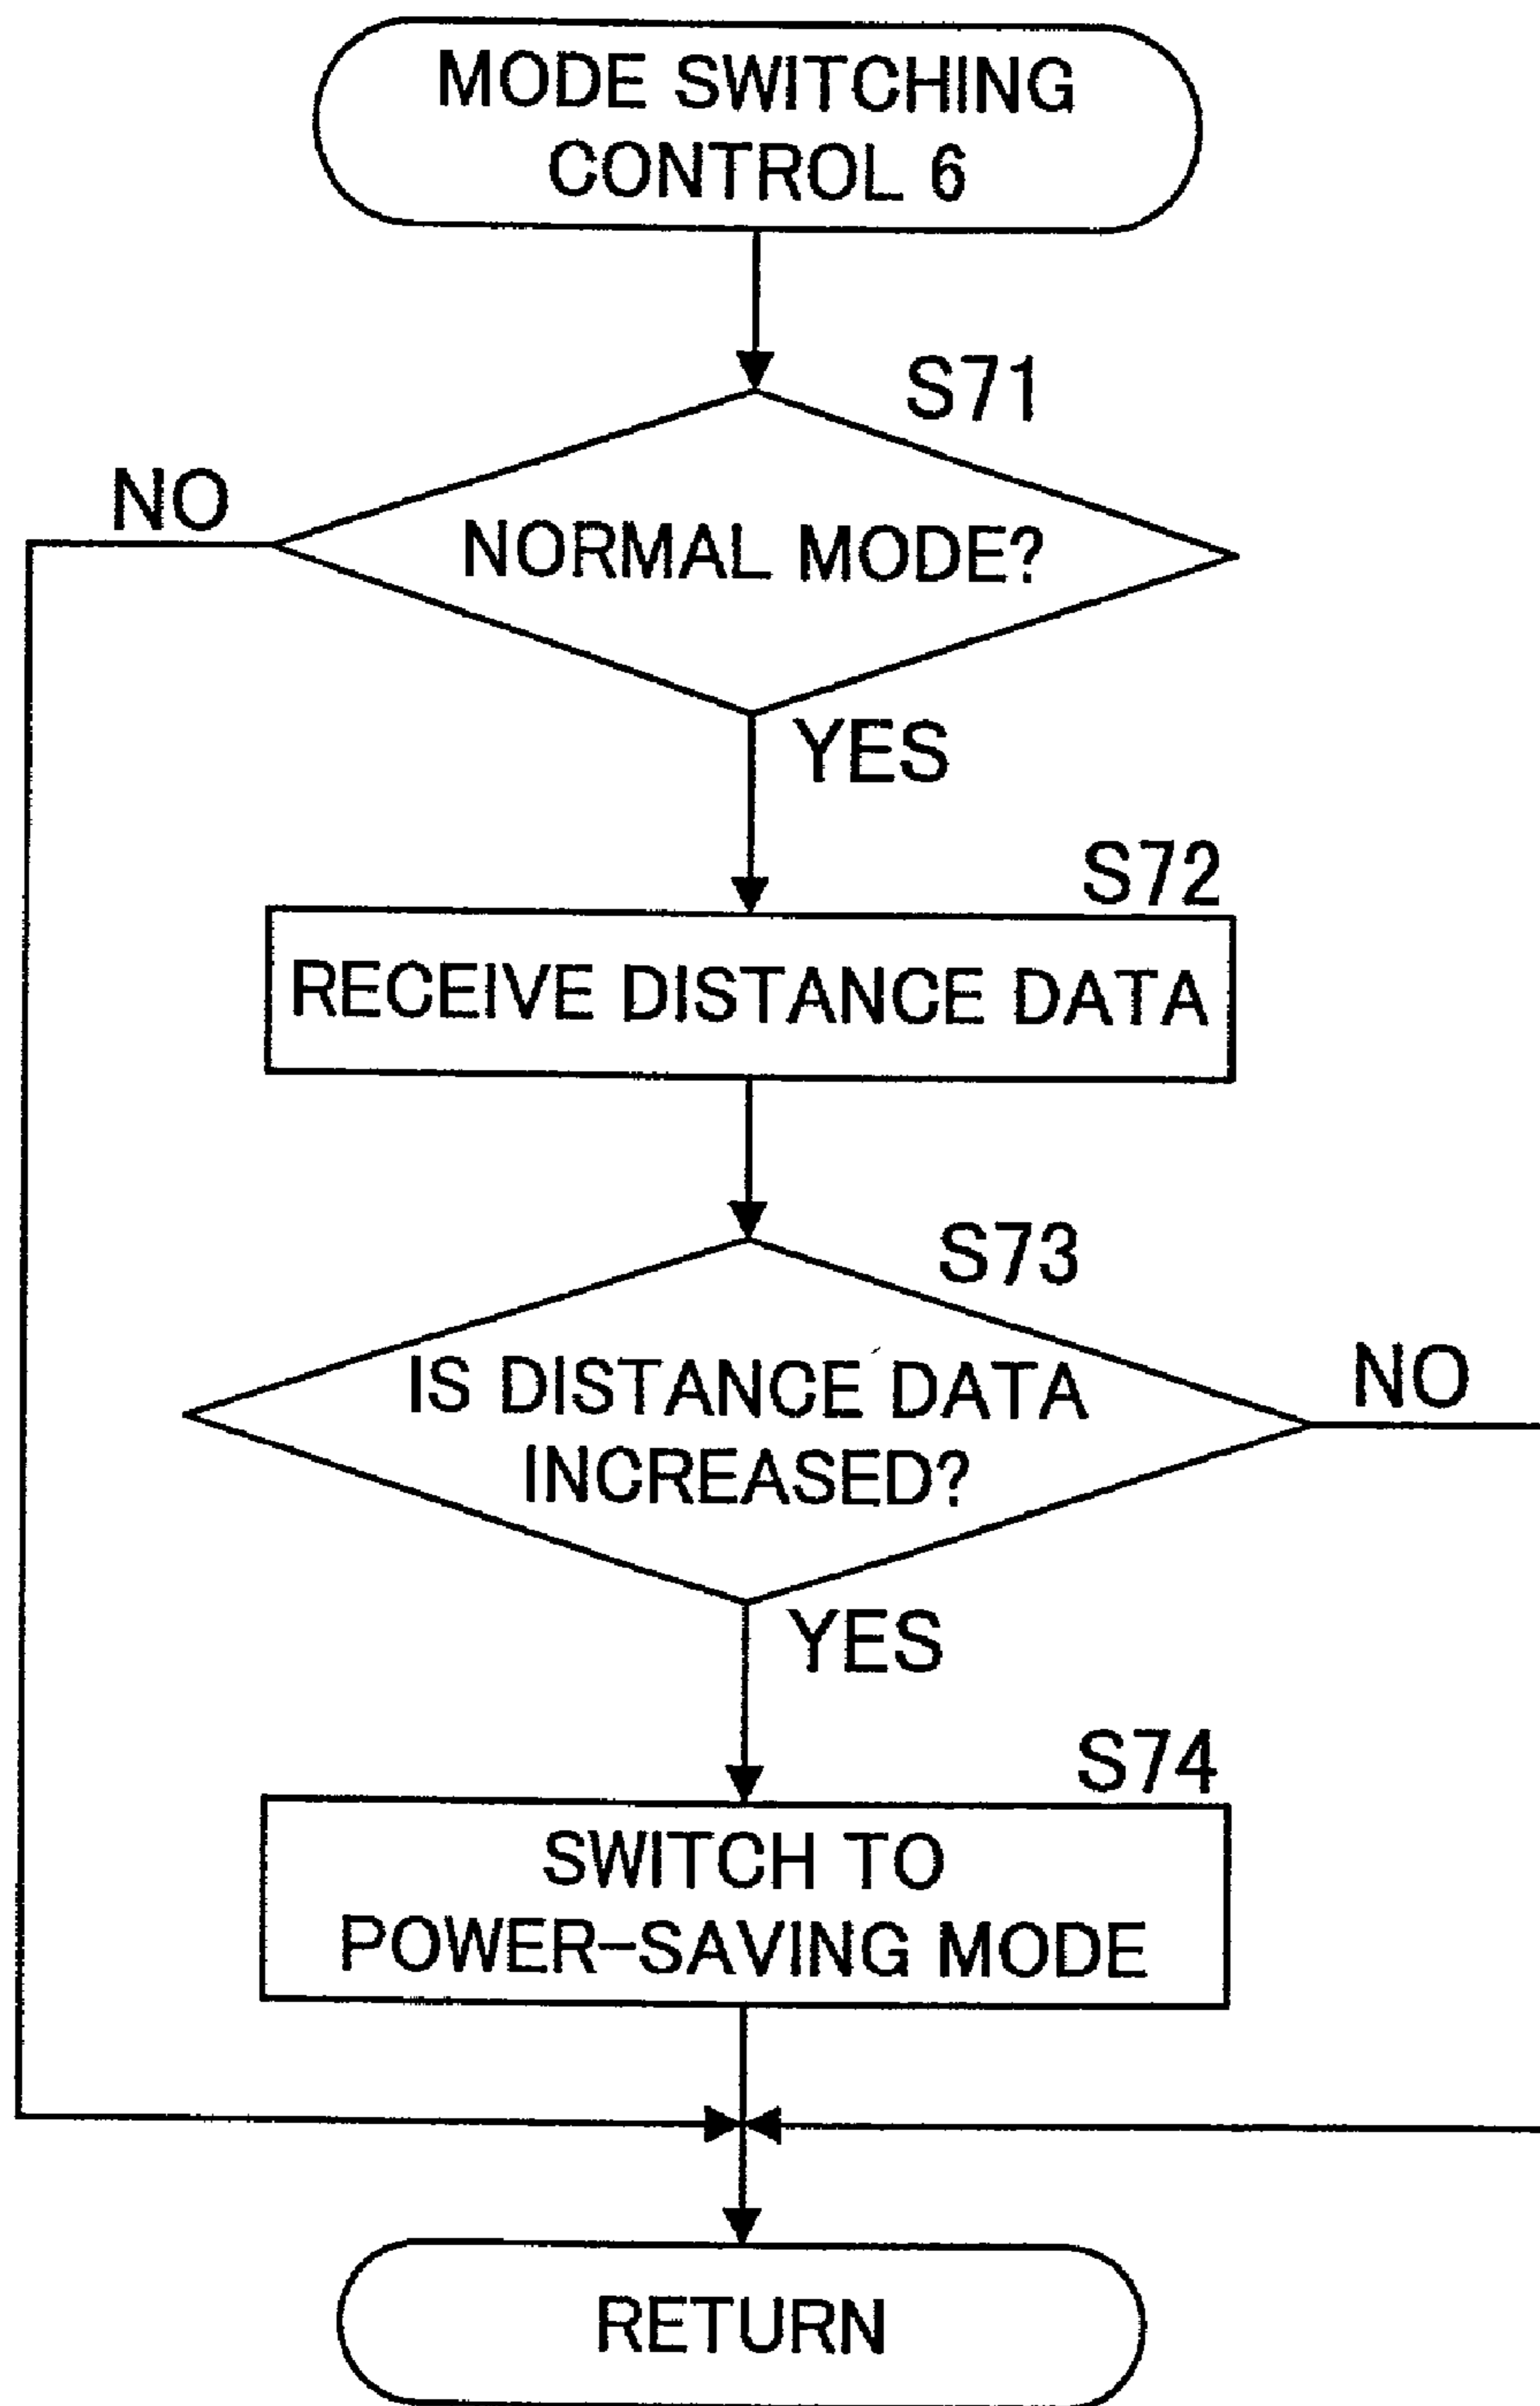 MODE SWITCHING
CONTROL 6
S71
NO
NORMAL MODE?
YES
S72
RECEIVE DISTANCE DATA
S73
IS DISTANCE DATA
INCREASED?
NO
YES
S74
SWITCH TO
POWER-SAVING MODE
RETURN